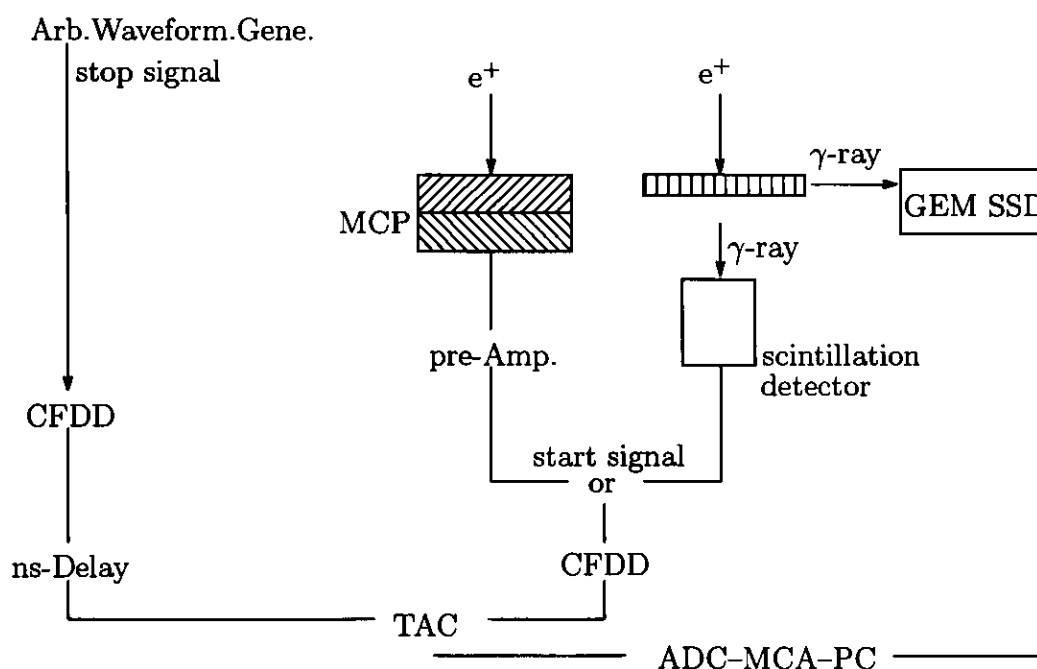 Arb.Waveform.Gene.
stop signal
e⁺
e⁺
γ-ray
GEM SSD
MCP
γ-ray
pre-Amp.
scintillation
detector
CFDD
start signal
or
ns-Delay
CFDD
TAC
ADC–MCA–PC